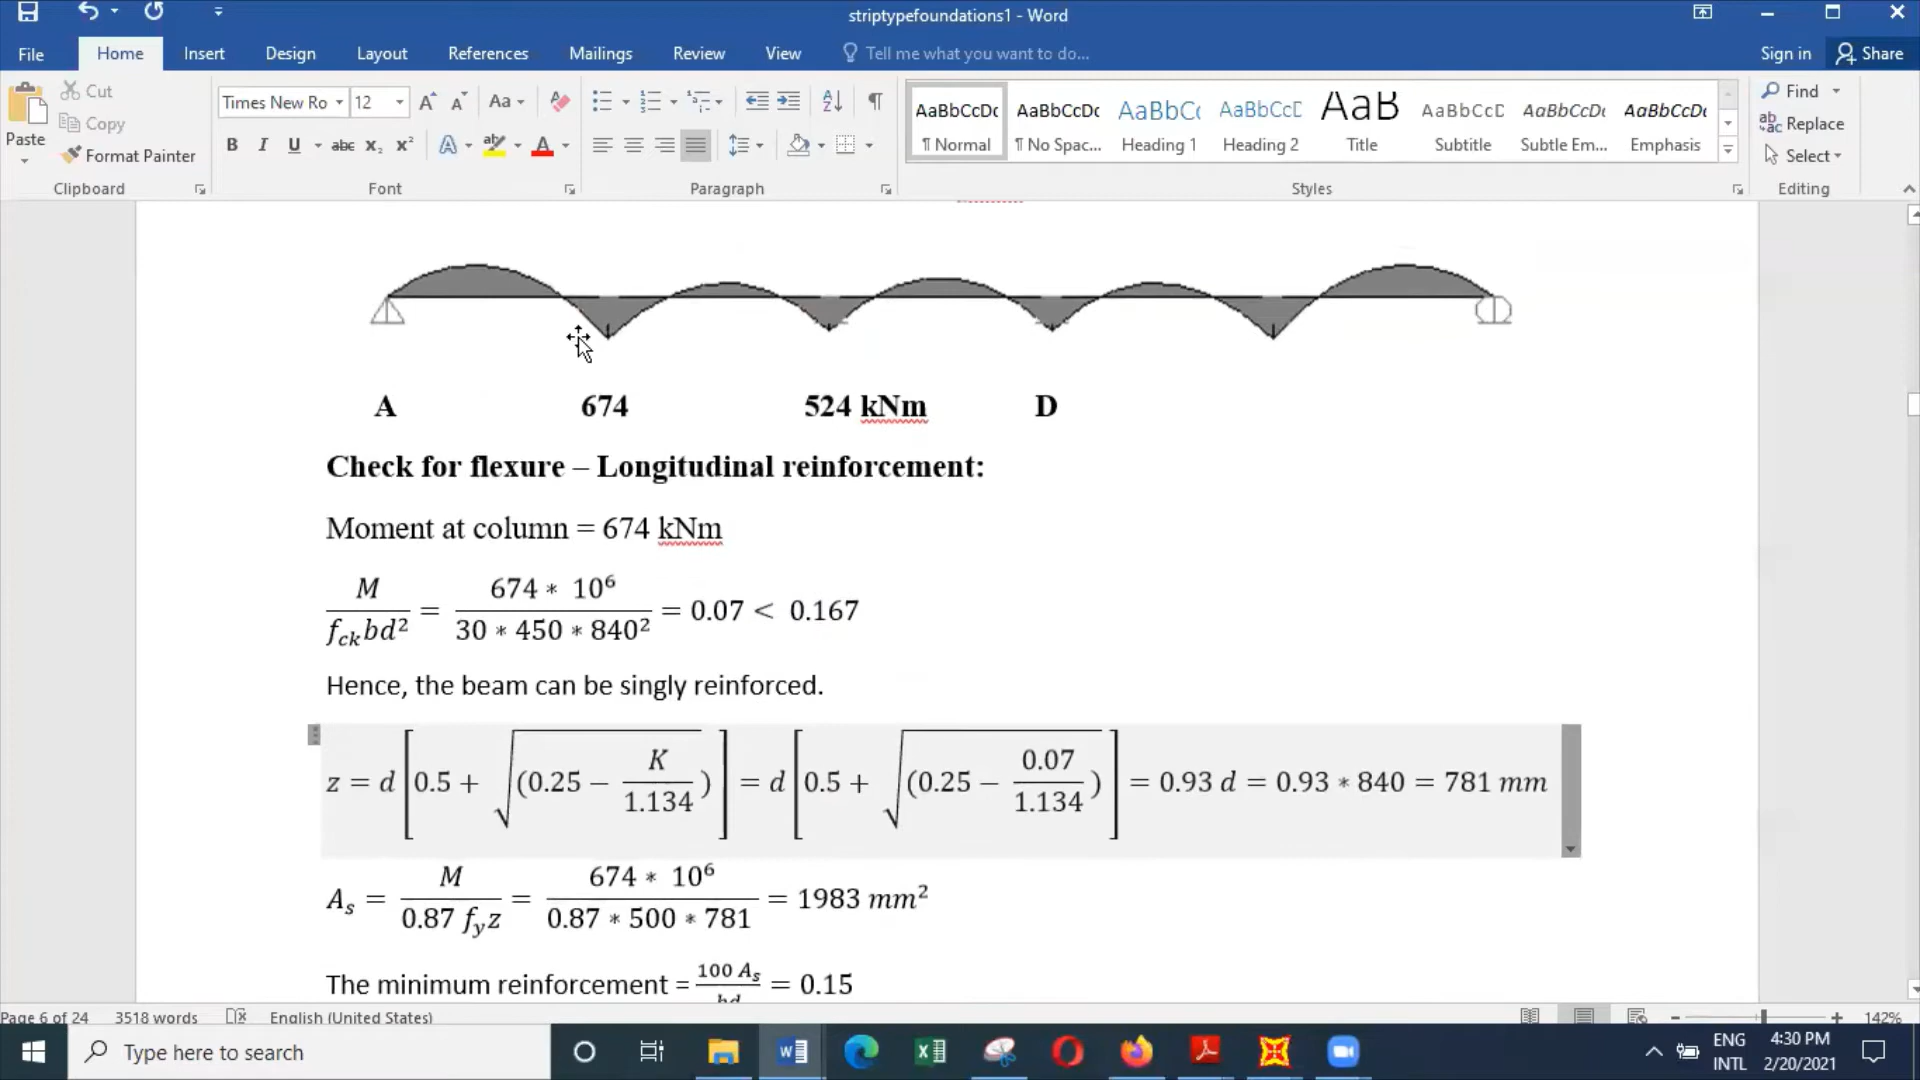 striptypefoundations1 - Word
File Home Insert Design Layout References Mailings Review View Tell me what you want to do... Sign in Share
Paste Cut Copy Format Painter
Times New Ro 12 Aa
B I U abc x₂ x² A A
AaBbCcDc AaBbCcDc AaBbC( AaBbCcE AaB AaBbCcD AaBbCcDc AaBbCcDc
¶ Normal ¶ No Spac... Heading 1 Heading 2 Title Subtitle Subtle Em... Emphasis
Find
Replace
Select
Clipboard Font Paragraph Styles Editing
A 674 524 kNm D
Check for flexure – Longitudinal reinforcement:
Moment at column = 674 kNm
M / f_ck bd² = 674 ∗ 10⁶ / 30 ∗ 450 ∗ 840² = 0.07 < 0.167
Hence, the beam can be singly reinforced.
z = d [0.5 + √(0.25 − K / 1.134)] = d [0.5 + √(0.25 − 0.07 / 1.134)] = 0.93 d = 0.93 ∗ 840 = 781 mm
A_s = M / 0.87 f_y z = 674 ∗ 10⁶ / 0.87 ∗ 500 ∗ 781 = 1983 mm²
The minimum reinforcement = 100 A_s / bd = 0.15
Page 6 of 24 3518 words English (United States) 142%
Type here to search
ENG
INTL
4:30 PM
2/20/2021